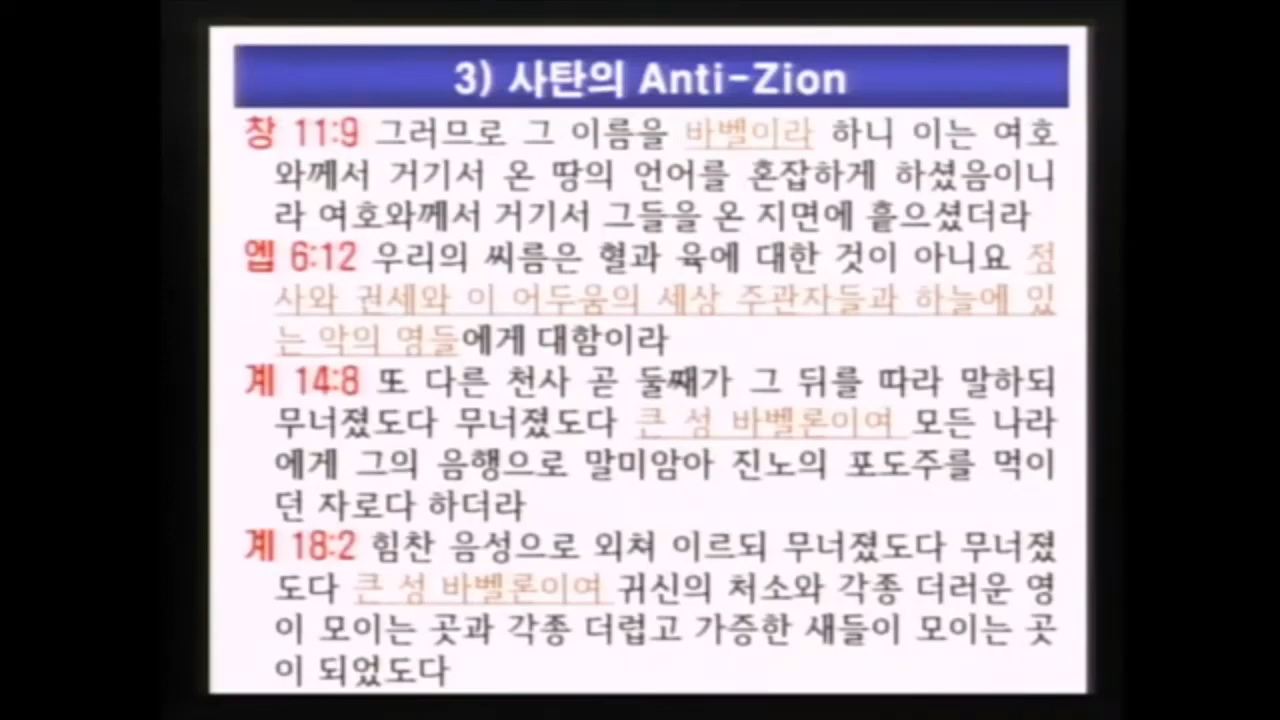 3) 사탄의 Anti-Zion
창 11:9 그러므로 그 이름을 바벨이라 하니 이는 여호
와께서 거기서 온 땅의 언어를 혼잡하게 하셨음이니
라 여호와께서 거기서 그들을 온 지면에 흩으셨더라
엡 6:12 우리의 씨름은 혈과 육에 대한 것이 아니요 정
사와 권세와 이 어두움의 세상 주관자들과 하늘에 있
는 악의 영들에게 대함이라
계 14:8 또 다른 천사 곧 둘째가 그 뒤를 따라 말하되
무너졌도다 무너졌도다 큰 성 바벨론이여 모든 나라
에게 그의 음행으로 말미암아 진노의 포도주를 먹이
던 자로다 하더라
계 18:2 힘찬 음성으로 외쳐 이르되 무너졌도다 무너졌
도다 큰 성 바벨론이여 귀신의 처소와 각종 더러운 영
이 모이는 곳과 각종 더럽고 가증한 새들이 모이는 곳
이 되었도다